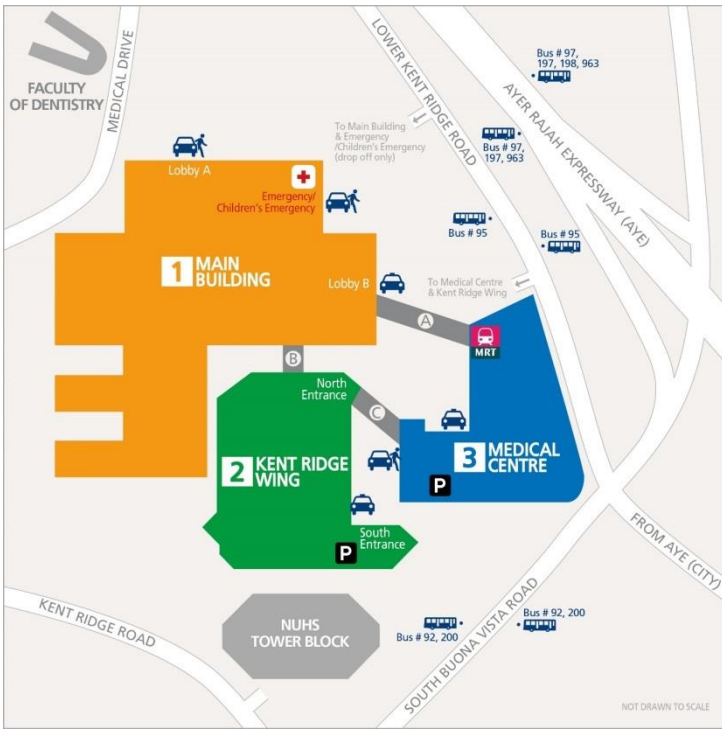 FACULTY
OF DENTISTRY
MEDICAL DRIVE
LOWER KENT RIDGE ROAD
Bus # 97,
197, 198, 963
AYER RAJAH EXPRESSWAY (AYE)
To Main Building
& Emergency
/Children's Emergency
(drop off only)
Bus # 97,
197, 963
Lobby A
Emergency/
Children's Emergency
Bus # 95
Bus # 95
1 MAIN
BUILDING
Lobby B
To Medical Centre
& Kent Ridge Wing
A
MRT
B
North
Entrance
C
2 KENT RIDGE
WING
3 MEDICAL
CENTRE
P
South
Entrance
P
FROM AYE (CITY)
KENT RIDGE ROAD
NUHS
TOWER BLOCK
SOUTH BUONA VISTA ROAD
Bus # 92, 200
Bus # 92, 200
NOT DRAWN TO SCALE